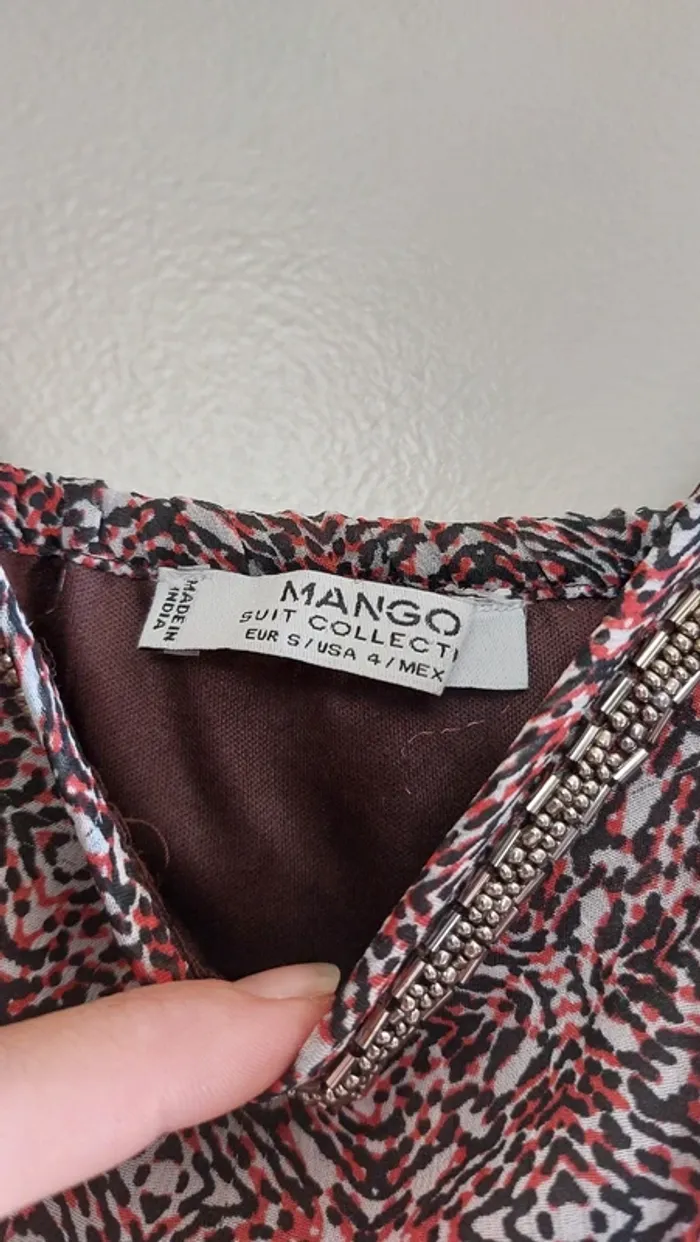 MANGO
SUIT COLLECTI
EUR S/USA 4/MEX
MADE IN
INDIA